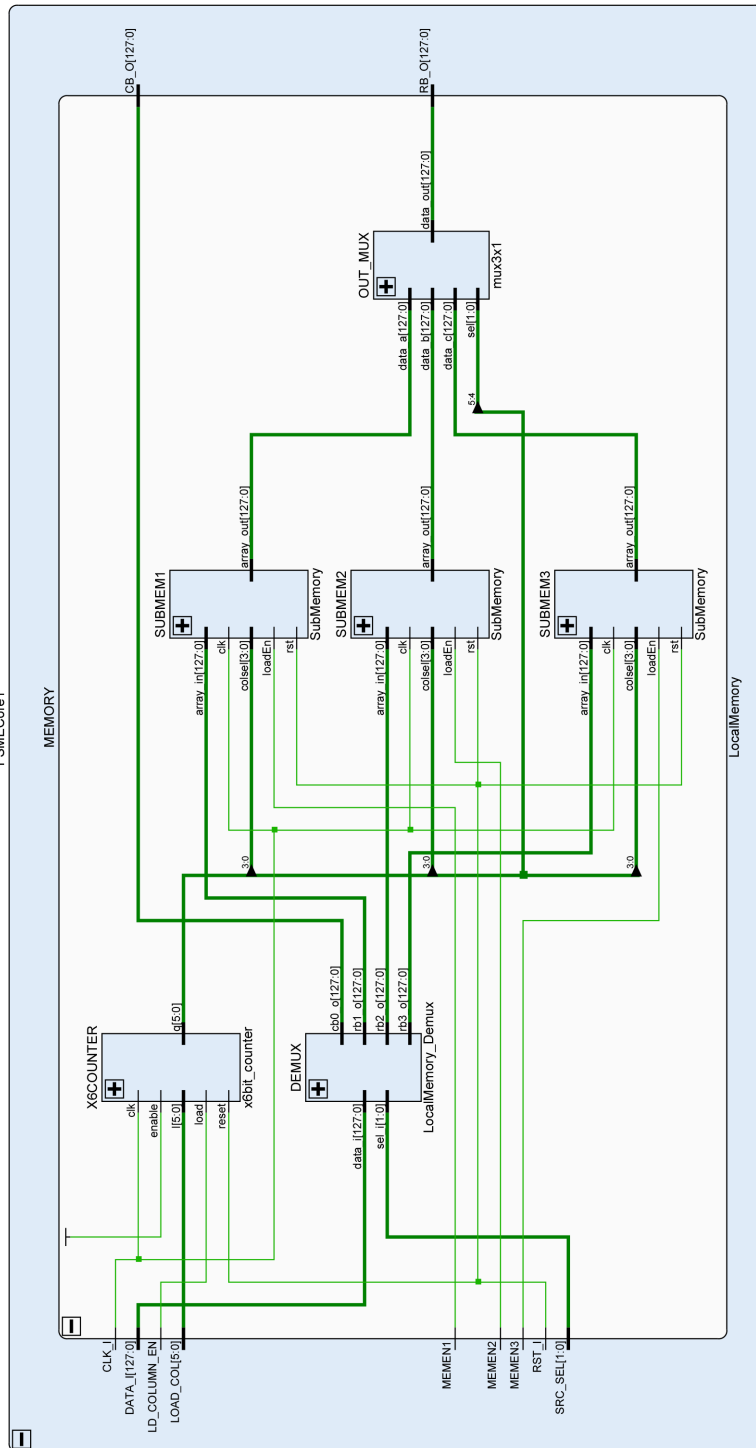 PSMLCore1
MEMORY
CB_O[127:0]
RB_O[127:0]
OUT_MUX
data_out[127:0]
mux3x1
data_a[127:0]
data_b[127:0]
data_c[127:0]
sel[1:0]
5:4
SUBMEM1
array_out[127:0]
SubMemory
array_in[127:0]
clk
colsel[3:0]
loadEn
rst
SUBMEM2
array_out[127:0]
SubMemory
array_in[127:0]
clk
colsel[3:0]
loadEn
rst
SUBMEM3
array_out[127:0]
SubMemory
array_in[127:0]
clk
colsel[3:0]
loadEn
rst
3:0
3:0
3:0
X6COUNTER
q[5:0]
x6bit_counter
clk
enable
l[5:0]
load
reset
DEMUX
cb0_o[127:0]
rb1_o[127:0]
rb2_o[127:0]
rb3_o[127:0]
LocalMemory_Demux
data_i[127:0]
sel_i[1:0]
CLK_I
DATA_I[127:0]
LD_COLUMN_EN
LOAD_COL[5:0]
MEMEN1
MEMEN2
MEMEN3
RST_I
SRC_SEL[1:0]
LocalMemory